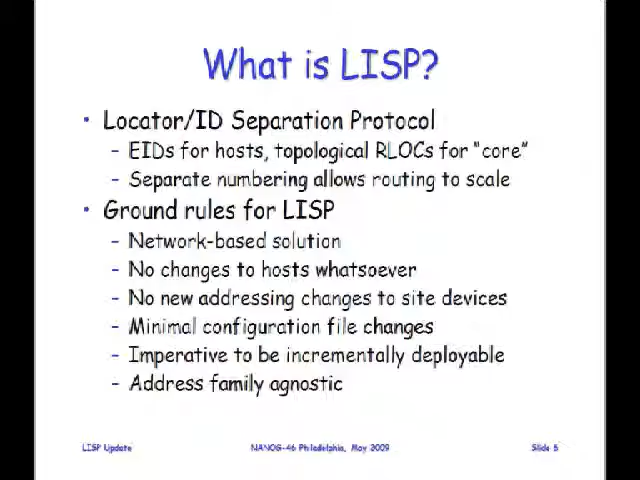 What is LISP?
• Locator/ID Separation Protocol
– EIDs for hosts, topological RLOCs for "core"
– Separate numbering allows routing to scale
• Ground rules for LISP
– Network-based solution
– No changes to hosts whatsoever
– No new addressing changes to site devices
– Minimal configuration file changes
– Imperative to be incrementally deployable
– Address family agnostic
LISP Update NANOG-46 Philadelphia, May 2009 Slide 5